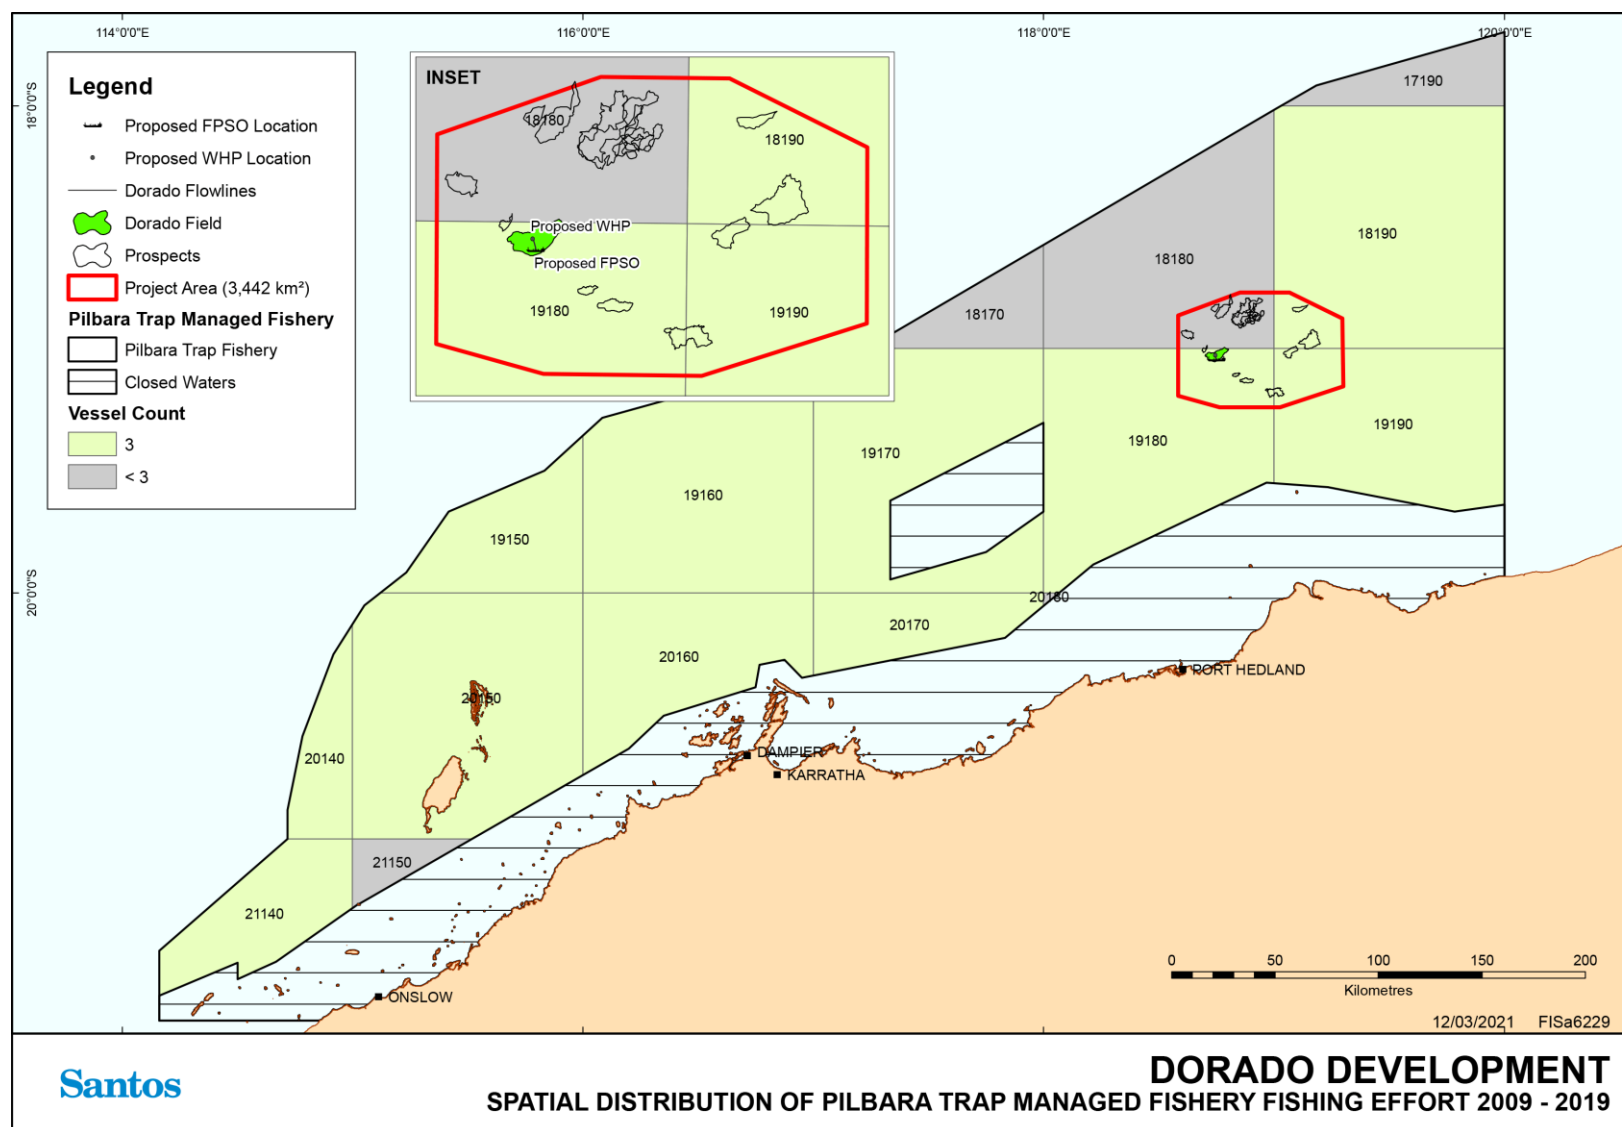 114°0'0"E
116°0'0"E
118°0'0"E
120°0'0"E
18°0'0"S
20°0'0"S
Legend
Proposed FPSO Location
Proposed WHP Location
Dorado Flowlines
Dorado Field
Prospects
Project Area (3,442 km²)
Pilbara Trap Managed Fishery
Pilbara Trap Fishery
Closed Waters
Vessel Count
3
< 3
INSET
18180
18190
Proposed WHP
Proposed FPSO
19180
19190
17190
18190
18180
18170
19190
19180
19170
19160
19150
20180
20170
20160
20150
20140
21150
21140
PORT HEDLAND
DAMPIER
KARRATHA
ONSLOW
0 50 100 150 200
Kilometres
12/03/2021 FISa6229
Santos
DORADO DEVELOPMENT
SPATIAL DISTRIBUTION OF PILBARA TRAP MANAGED FISHERY FISHING EFFORT 2009 - 2019